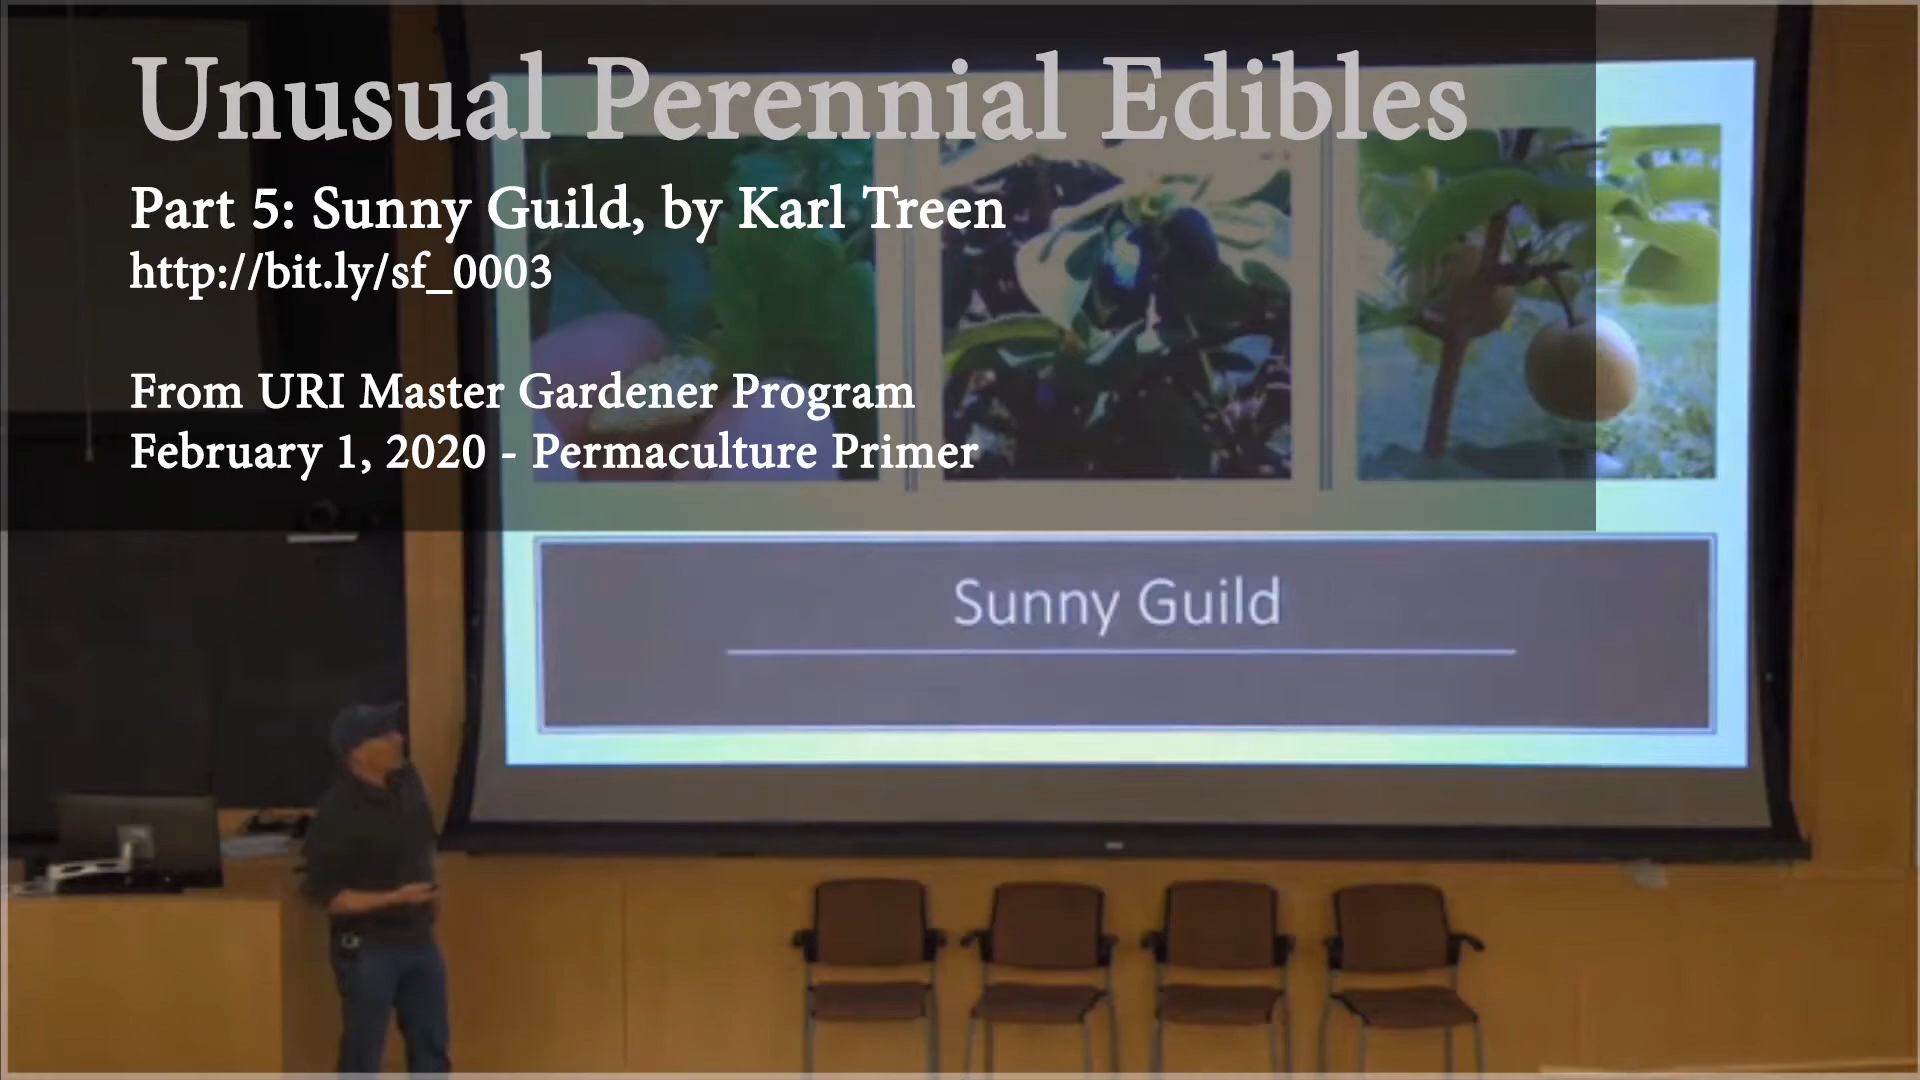 Unusual Perennial Edibles
Part 5: Sunny Guild, by Karl Treen
http://bit.ly/sf_0003
From URI Master Gardener Program
February 1, 2020 - Permaculture Primer
Sunny Guild